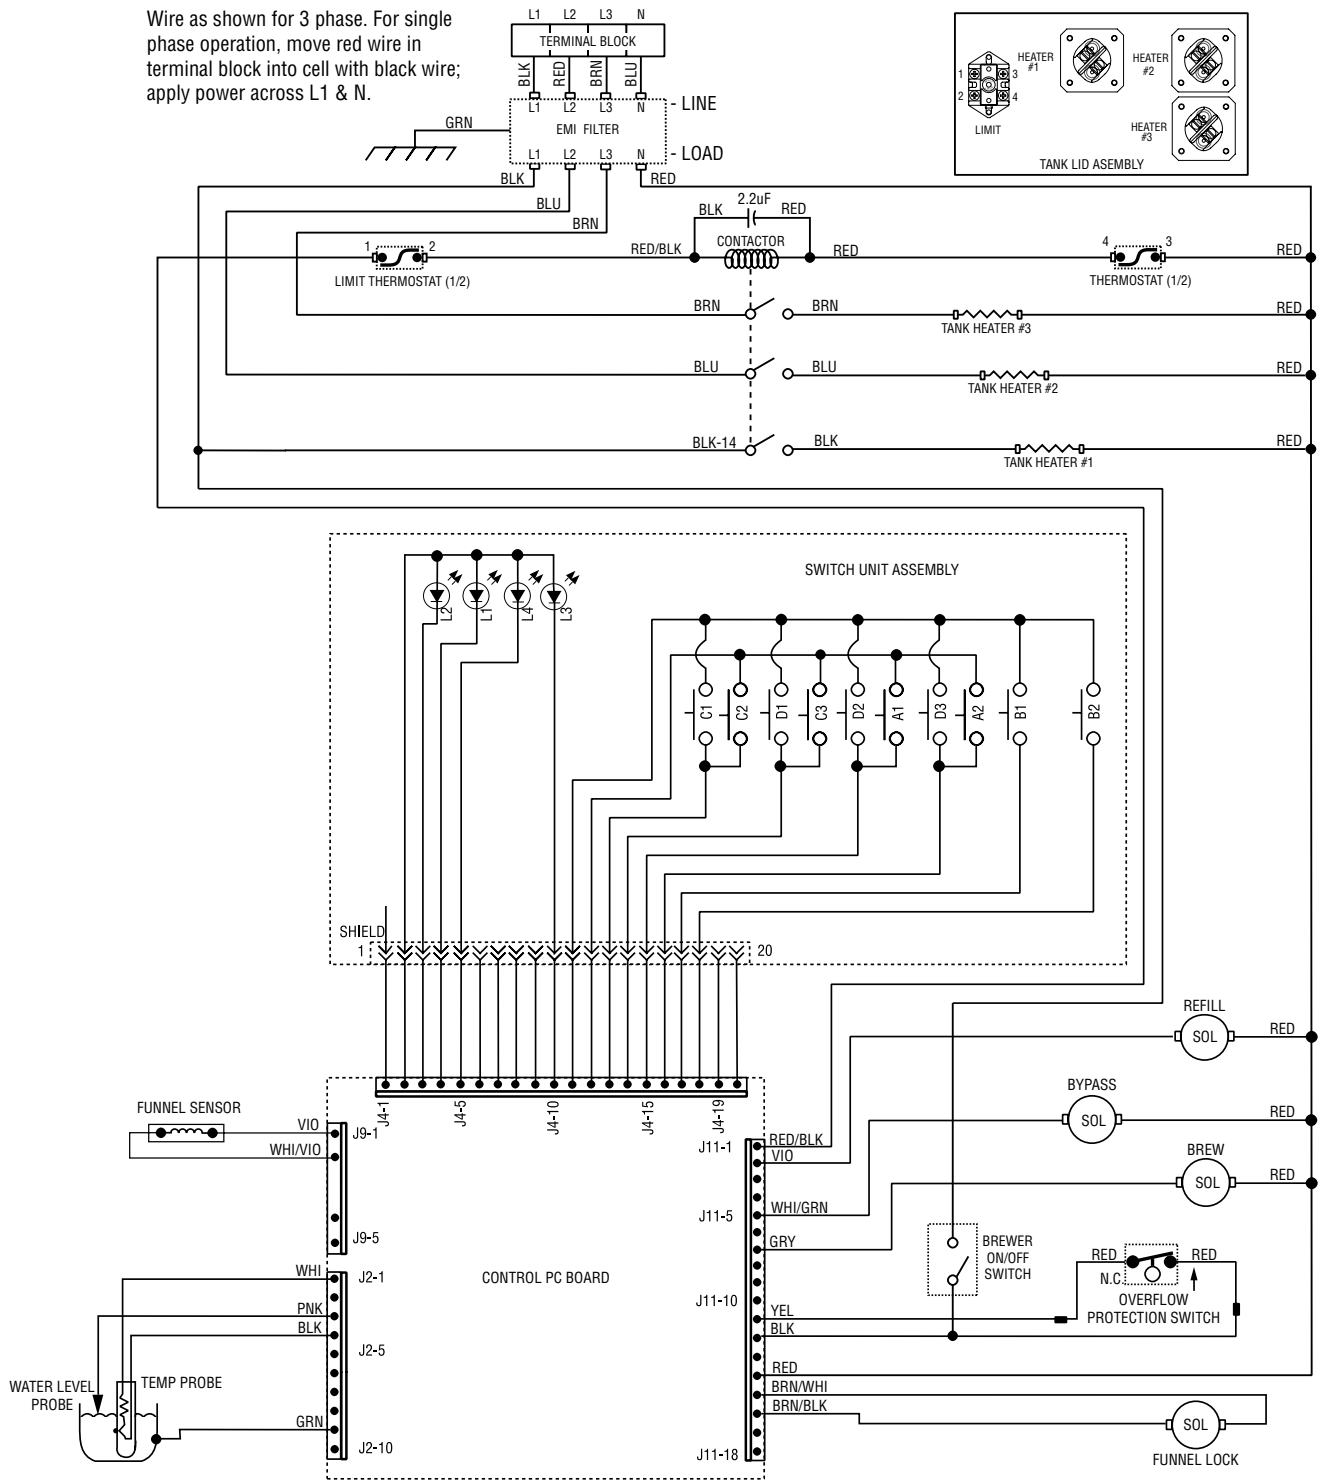 Wire as shown for 3 phase. For single
phase operation, move red wire in
terminal block into cell with black wire;
apply power across L1 & N.
L1 L2 L3 N
TERMINAL BLOCK
BLK RED BRN BLU
L1 L2 L3 N - LINE
EMI FILTER
GRN
L1 L2 L3 N - LOAD
HEATER
#1
HEATER
#2
1 3
2 4
LIMIT
HEATER
#3
TANK LID ASEMBLY
BLK RED
BLU
BRN
2.2uF
BLK RED
CONTACTOR
1 2
RED/BLK RED
4 3
RED
LIMIT THERMOSTAT (1/2)
THERMOSTAT (1/2)
BRN BRN RED
TANK HEATER #3
BLU BLU RED
TANK HEATER #2
BLK-14 BLK RED
TANK HEATER #1
SWITCH UNIT ASSEMBLY
L2 L1 L4 L3
C1 C2 D1 C3 D2 A1 D3 A2 B1 B2
SHIELD
1 20
REFILL
SOL RED
BYPASS
SOL RED
BREW
SOL RED
J4-1 J4-5 J4-10 J4-15 J4-19
FUNNEL SENSOR
VIO J9-1
WHI/VIO
J9-5
WHI J2-1
PNK
BLK
J2-5
WATER LEVEL
PROBE
TEMP PROBE
GRN
J2-10
CONTROL PC BOARD
J11-1 RED/BLK
VIO
J11-5 WHI/GRN
GRY
J11-10
YEL
BLK
RED
BRN/WHI
BRN/BLK
J11-18
BREWER
ON/OFF
SWITCH
RED RED
N.C.
OVERFLOW
PROTECTION SWITCH
SOL
FUNNEL LOCK